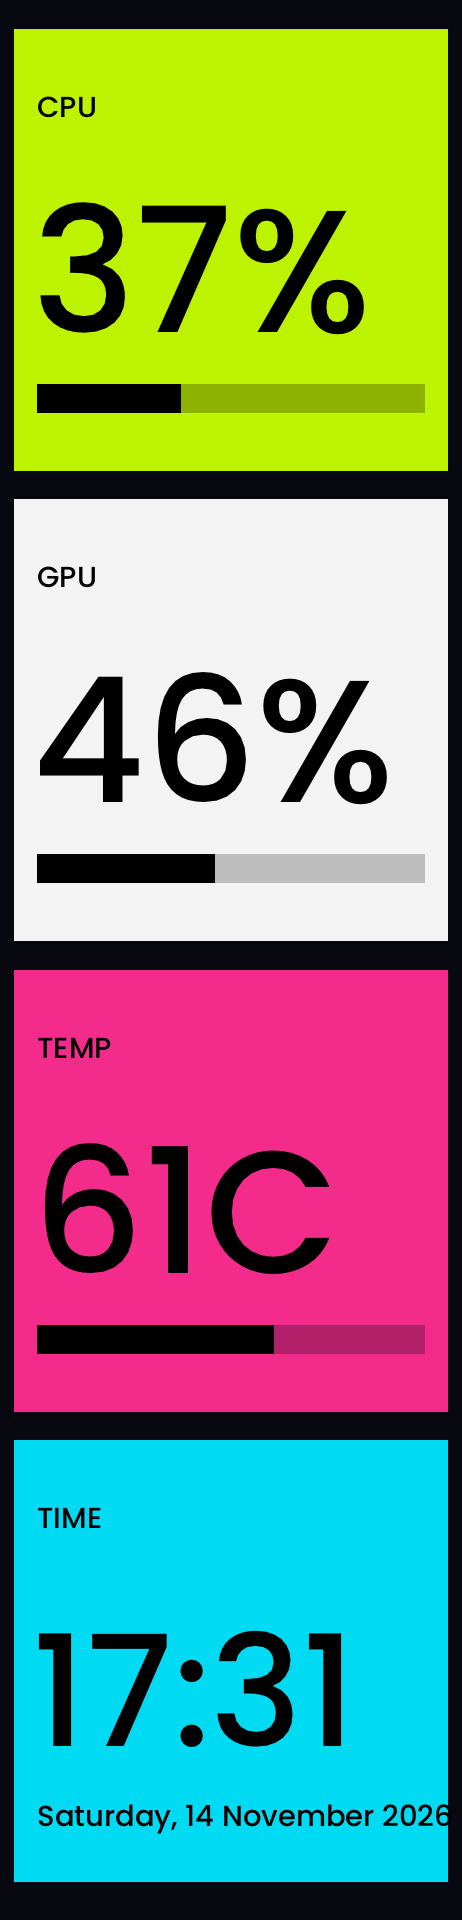 CPU
37%
GPU
46%
TEMP
61C
TIME
17:31
Saturday, 14 November 2026